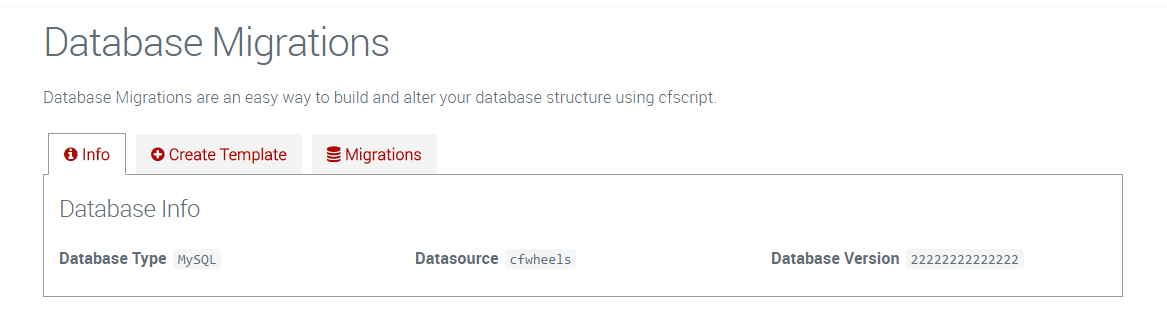 Database Migrations
Database Migrations are an easy way to build and alter your database structure using cfscript.
Info Create Template Migrations
Database Info
Database Type MySQL Datasource cfwheels Database Version 22222222222222